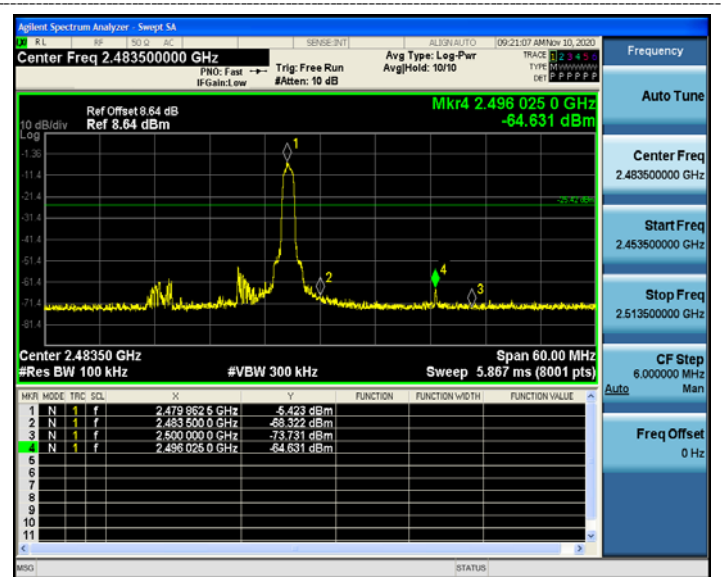 Agilent Spectrum Analyzer - Swept SA
RL RF 50 Ω AC SENSE:INT ALIGNAUTO 09:21:07 AM Nov 10, 2020
Center Freq 2.483500000 GHz
PNO: Fast
IFGain:Low
Trig: Free Run
#Atten: 10 dB
Avg Type: Log-Pwr
Avg|Hold: 10/10
TRACE 1 2 3 4 5 6
TYPE M
DET P P P P P P
Ref Offset 8.64 dB
Ref 8.64 dBm
10 dB/div
Log
Mkr4 2.496 025 0 GHz
-64.631 dBm
-1.36
-11.4
-21.4
-31.4
-41.4
-51.4
-61.4
-71.4
-81.4
-25.42 dBm
1
2
3
4
Center 2.48350 GHz
Span 60.00 MHz
#Res BW 100 kHz
#VBW 300 kHz
Sweep 5.867 ms (8001 pts)
MKR MODE TRC SCL X Y FUNCTION FUNCTION WIDTH FUNCTION VALUE
1 N 1 f 2.479 962 5 GHz -5.423 dBm
2 N 1 f 2.483 500 0 GHz -68.322 dBm
3 N 1 f 2.500 000 0 GHz -73.731 dBm
4 N 1 f 2.496 025 0 GHz -64.631 dBm
5
6
7
8
9
10
11
MSG STATUS
Frequency
Auto Tune
Center Freq
2.483500000 GHz
Start Freq
2.453500000 GHz
Stop Freq
2.513500000 GHz
CF Step
6.000000 MHz
Auto Man
Freq Offset
0 Hz